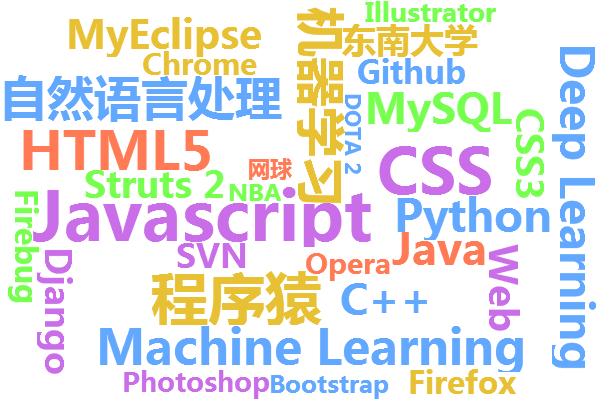 Illustrator
MyEclipse
机器学习
东南大学
Chrome
Github
Deep Learning
自然语言处理
DOTA 2
MySQL
CSS3
HTML5
网球
CSS
Struts 2
NBA
Firebug
Javascript
Python
SVN
Java
Web
Django
Opera
程序猿
C++
Machine Learning
Photoshop
Bootstrap
Firefox